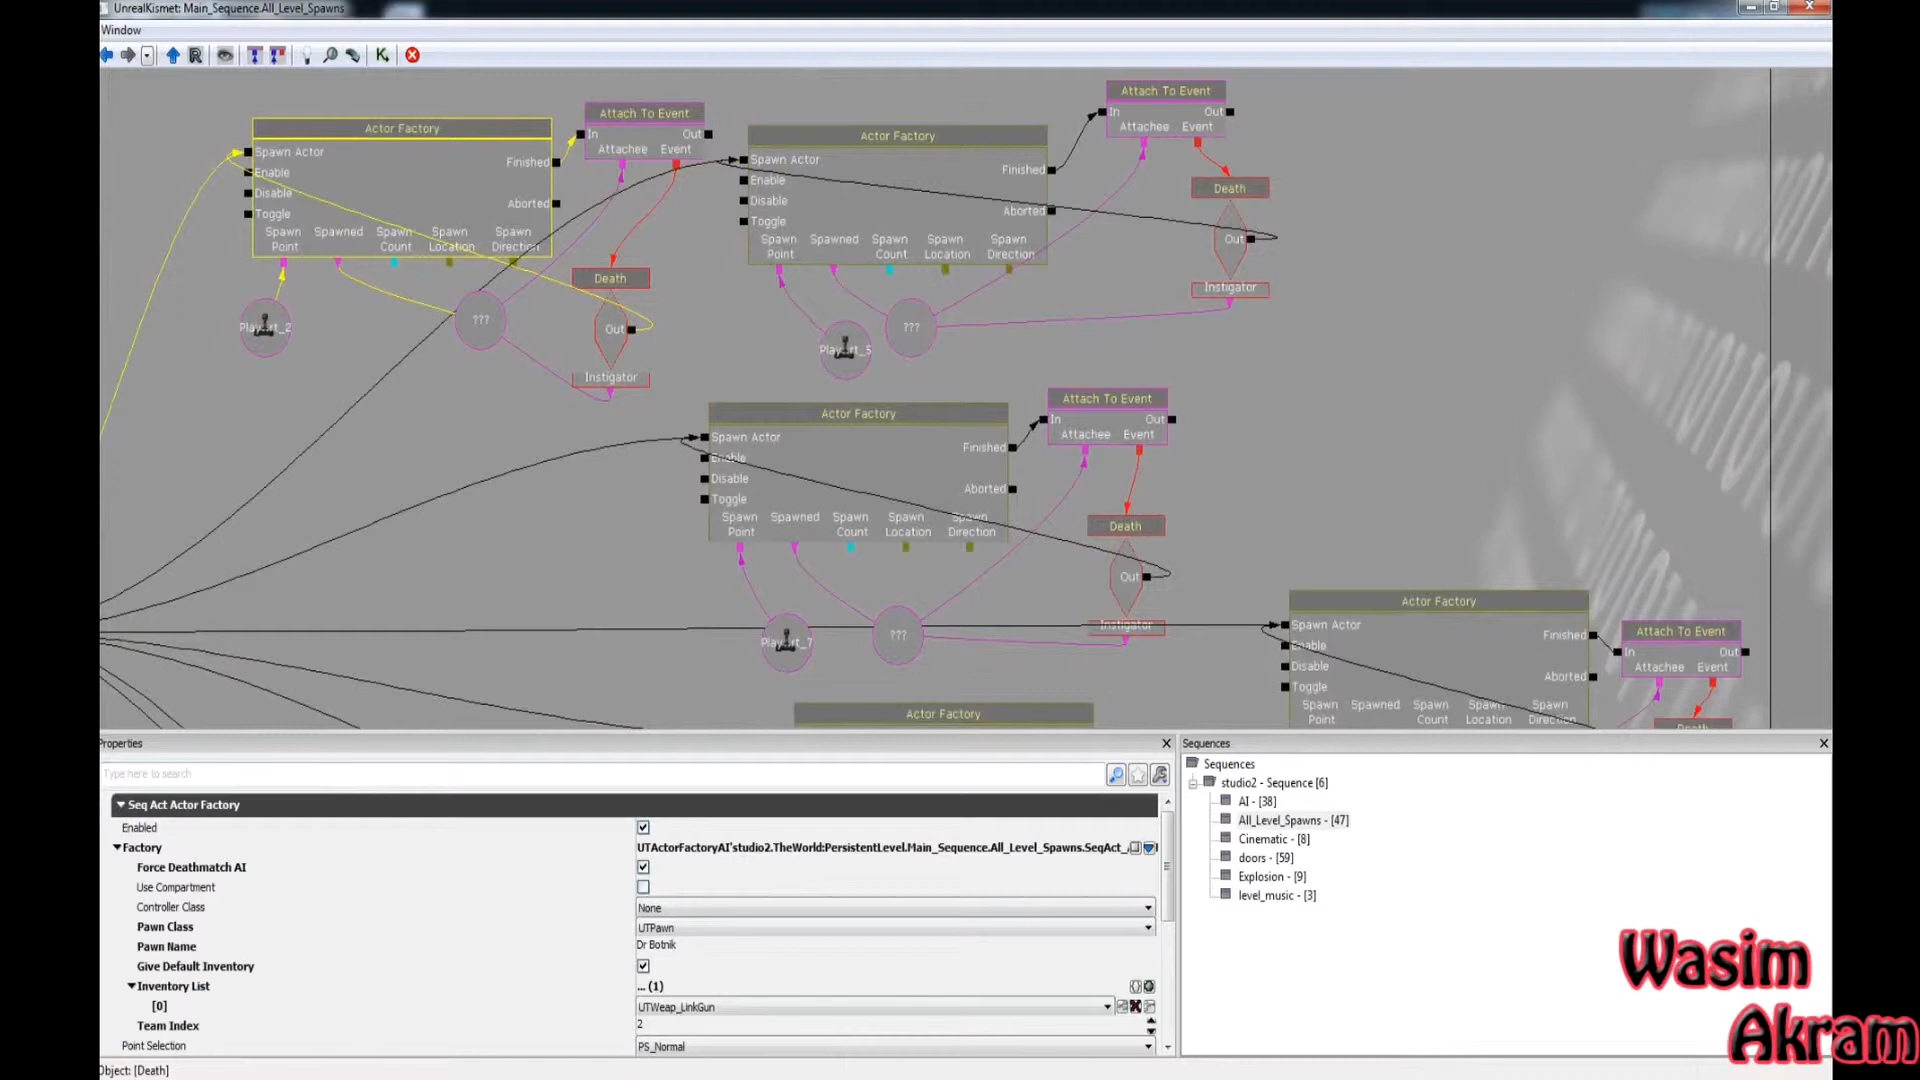 UnrealKismet: Main_Sequence.All_Level_Spawns
Window
Actor Factory
Spawn Actor
Enable
Disable
Toggle
Finished
Aborted
Spawn Point
Spawned
Spawn Count
Spawn Location
Spawn Direction
Attach To Event
In
Out
Attachee
Event
Death
Out
Instigator
???
Actor Factory
Spawn Actor
Enable
Disable
Toggle
Finished
Aborted
Spawn Point
Spawned
Spawn Count
Spawn Location
Spawn Direction
Attach To Event
In
Out
Attachee
Event
Death
Out
Instigator
???
Actor Factory
Spawn Actor
Enable
Disable
Toggle
Finished
Aborted
Spawn Point
Spawned
Spawn Count
Spawn Location
Spawn Direction
Attach To Event
In
Out
Attachee
Event
Death
Out
Instigator
???
Actor Factory
Spawn Actor
Enable
Disable
Toggle
Finished
Aborted
Spawn Point
Spawned
Spawn Count
Spawn Location
Spawn Direction
Attach To Event
In
Out
Attachee
Event
Actor Factory
Properties
Type here to search
Seq Act Actor Factory
Enabled
Factory
UTActorFactoryAI'studio2.TheWorld:PersistentLevel.Main_Sequence.All_Level_Spawns.SeqAct_
Force Deathmatch AI
Use Compartment
Controller Class
None
Pawn Class
UTPawn
Pawn Name
Dr Botnik
Give Default Inventory
Inventory List
... (1)
[0]
UTWeap_LinkGun
Team Index
2
Point Selection
PS_Normal
Object: [Death]
Sequences
Sequences
studio2 - Sequence [6]
AI - [38]
All_Level_Spawns - [47]
Cinematic - [8]
doors - [59]
Explosion - [9]
level_music - [3]
Wasim
Akram